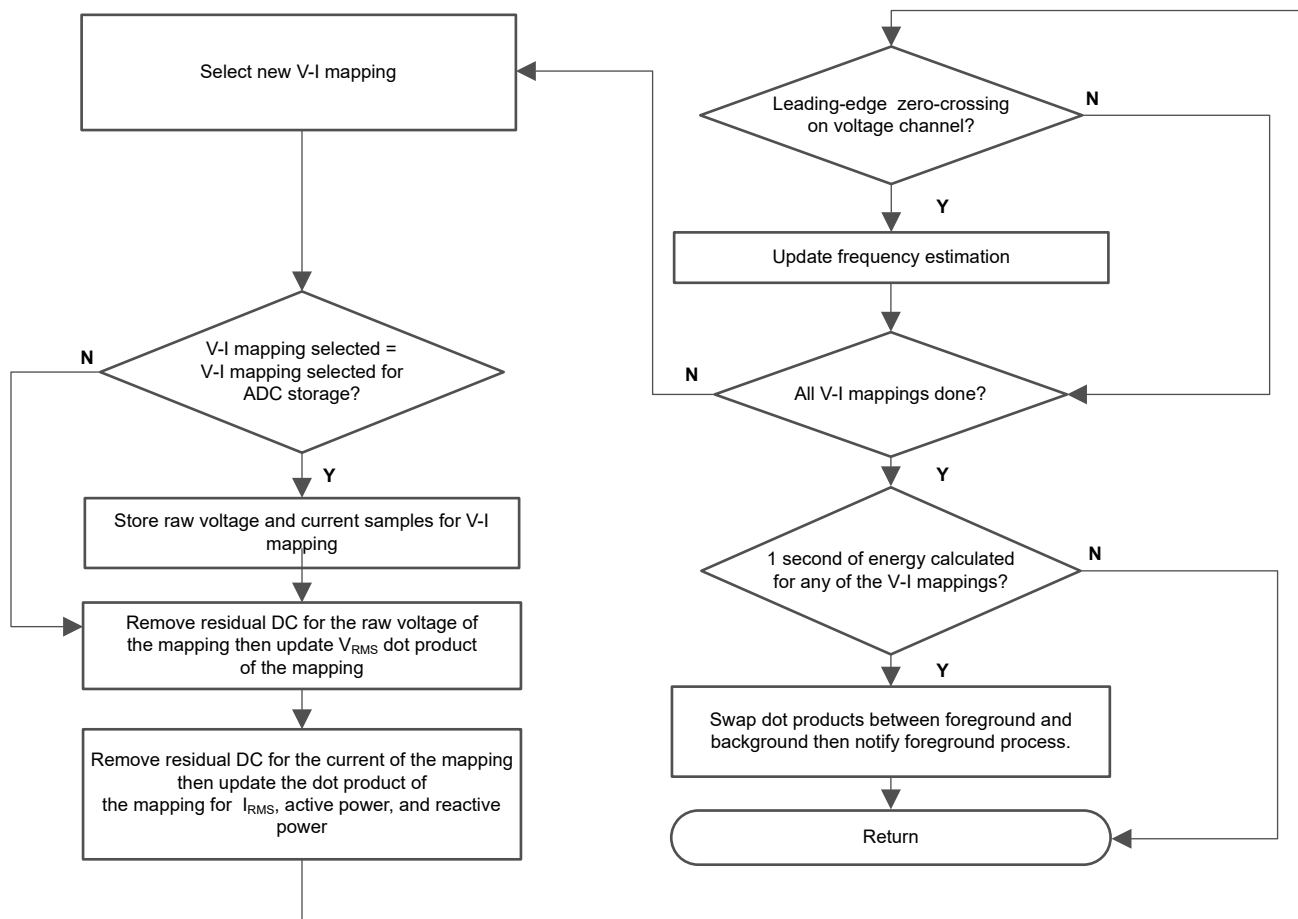 Select new V-I mapping
V-I mapping selected =
V-I mapping selected for
ADC storage?
N
Y
Store raw voltage and current samples for V-I
mapping
Remove residual DC for the raw voltage of
the mapping then update VRMS dot product
of the mapping
Remove residual DC for the current of the mapping
then update the dot product of
the mapping for IRMS, active power, and reactive
power
Leading-edge zero-crossing
on voltage channel?
N
Y
Update frequency estimation
All V-I mappings done?
N
Y
1 second of energy calculated
for any of the V-I mappings?
N
Y
Swap dot products between foreground and
background then notify foreground process.
Return